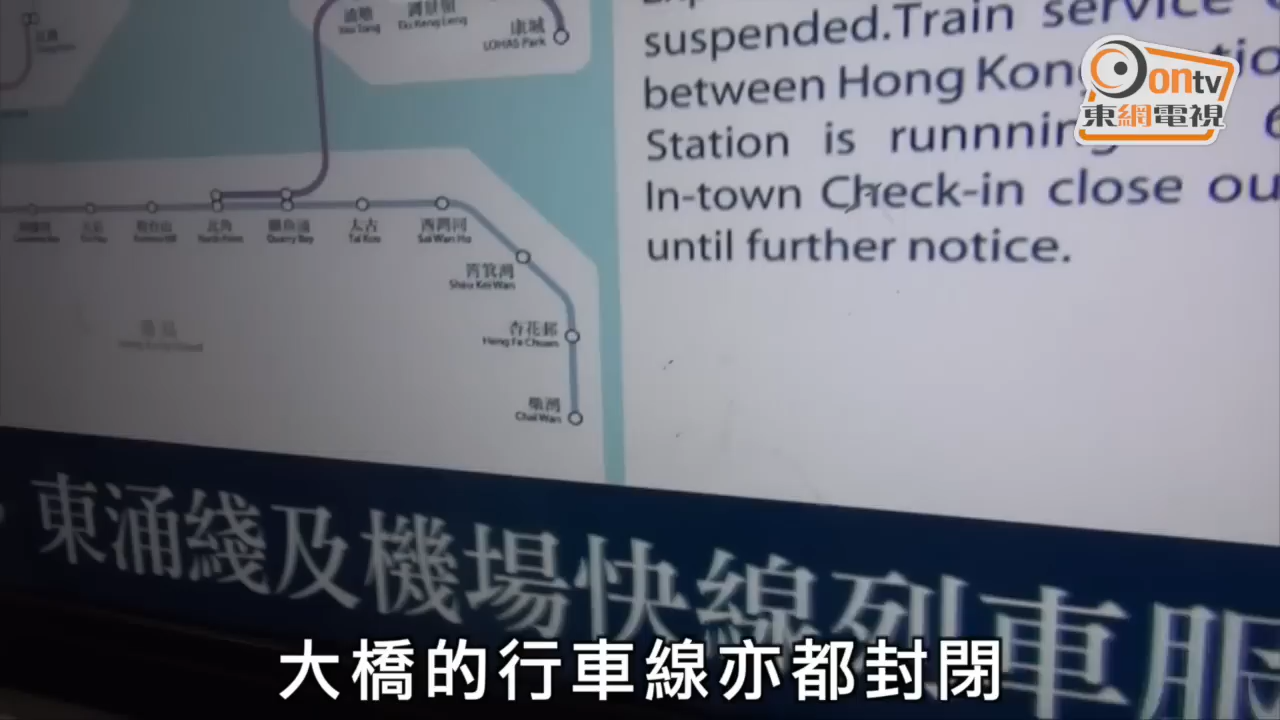 康城
LOHAS Park
suspended.Train service
between Hong Kong
Station is runnning
In-town Check-in close ou
until further notice.
ontv
東網電視
北角
North Point
鰂魚涌
Quarry Bay
太古
Tai Koo
西灣河
Sai Wan Ho
筲箕灣
Shau Kei Wan
杏花邨
Heng Fa Chuen
柴灣
Chai Wan
東涌綫及機場快綫列車服
大橋的行車線亦都封閉